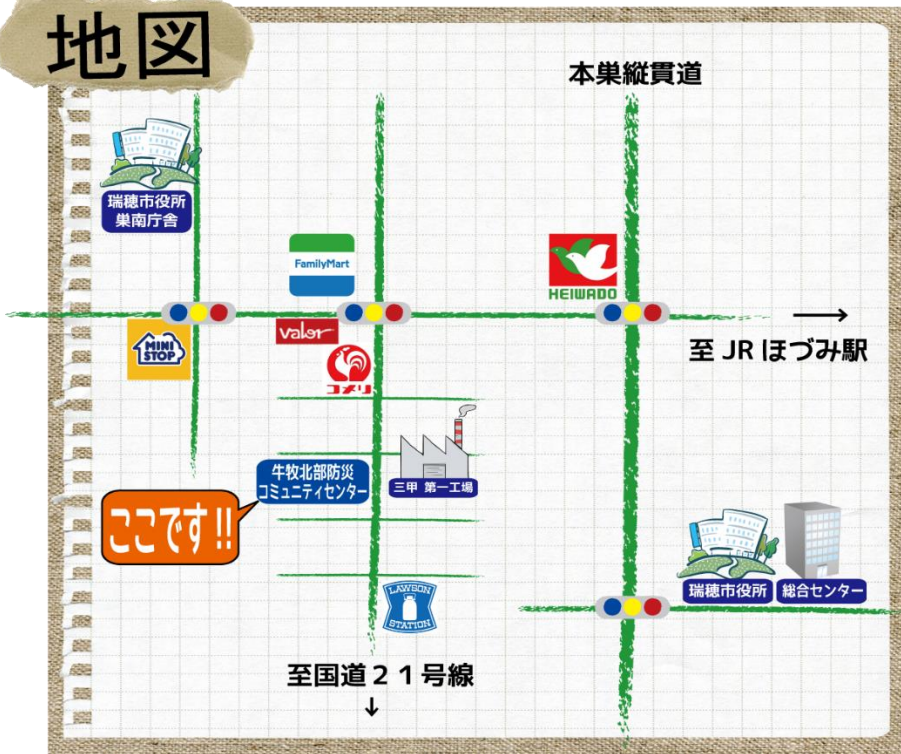 地図
本巣縦貫道
瑞穂市役所
巣南庁舎
FamilyMart
HEIWADO
MINI
STOP
valor
コメリ
至 JR ほづみ駅
牛牧北部防災
コミュニティセンター
三甲 第一工場
ここです!!
LAWSON
STATION
瑞穂市役所
総合センター
至国道21号線